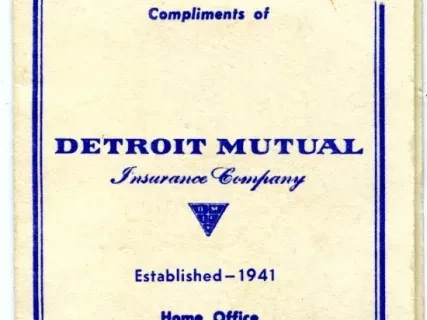 Compliments of
DETROIT MUTUAL
Insurance Company
Established-1941
Home Office